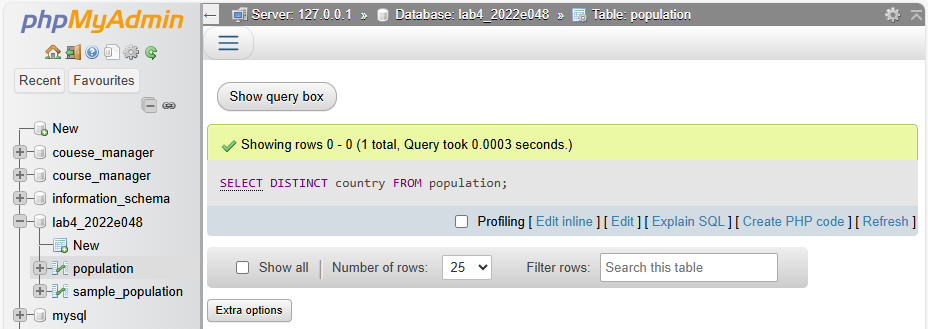 phpMyAdmin
Recent Favourites
New
couese_manager
course_manager
information_schema
lab4_2022e048
New
population
sample_population
mysql
Server: 127.0.0.1 » Database: lab4_2022e048 » Table: population
Show query box
Showing rows 0 - 0 (1 total, Query took 0.0003 seconds.)
SELECT DISTINCT country FROM population;
Profiling [ Edit inline ] [ Edit ] [ Explain SQL ] [ Create PHP code ] [ Refresh ]
Show all | Number of rows: 25 Filter rows: Search this table
Extra options